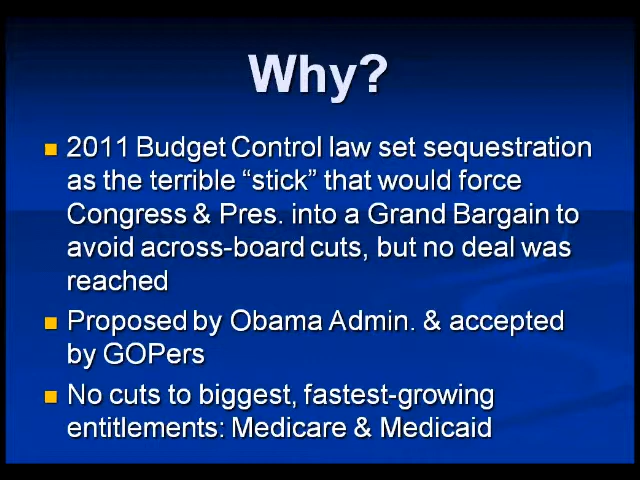 Why?
2011 Budget Control law set sequestration
as the terrible “stick” that would force
Congress & Pres. into a Grand Bargain to
avoid across-board cuts, but no deal was
reached
Proposed by Obama Admin. & accepted
by GOPers
No cuts to biggest, fastest-growing
entitlements: Medicare & Medicaid